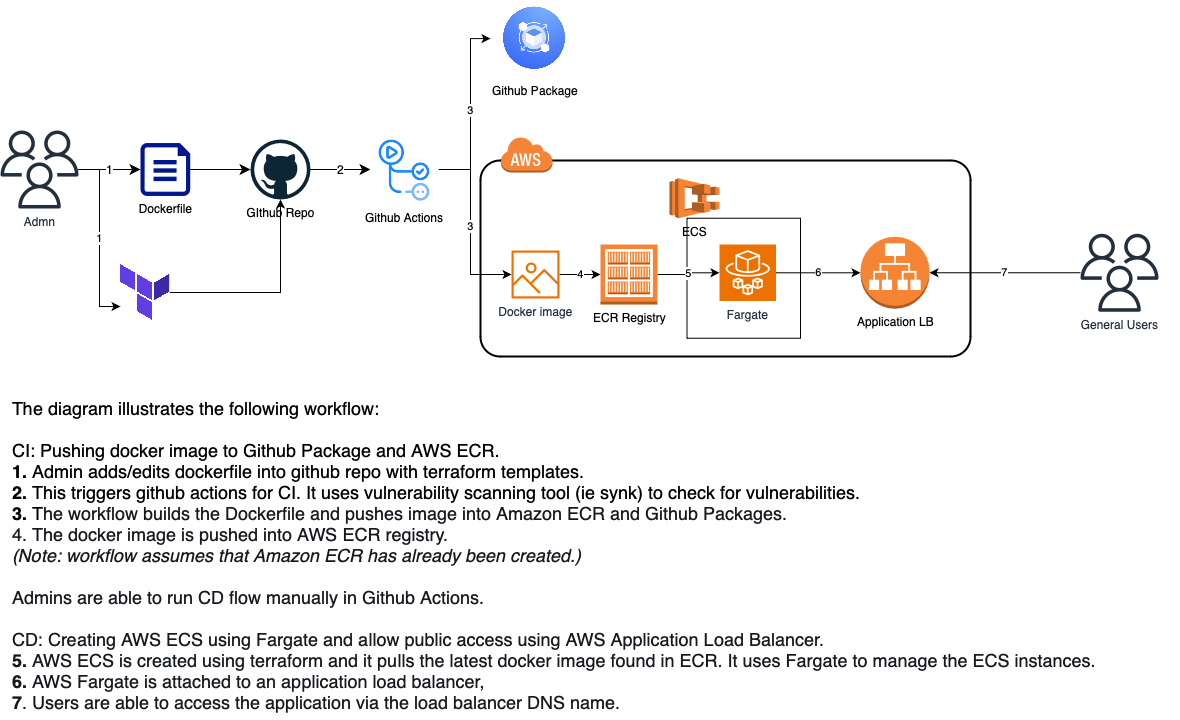 Github Package
3
AWS
1
2
Admn
Dockerfile
GIthub Repo
Github Actions
1
3
ECS
4
5
6
7
Docker image
ECR Registry
Fargate
Application LB
General Users
The diagram illustrates the following workflow:
CI: Pushing docker image to Github Package and AWS ECR.
1. Admin adds/edits dockerfile into github repo with terraform templates.
2. This triggers github actions for CI. It uses vulnerability scanning tool (ie synk) to check for vulnerabilities.
3. The workflow builds the Dockerfile and pushes image into Amazon ECR and Github Packages.
4. The docker image is pushed into AWS ECR registry.
(Note: workflow assumes that Amazon ECR has already been created.)
Admins are able to run CD flow manually in Github Actions.
CD: Creating AWS ECS using Fargate and allow public access using AWS Application Load Balancer.
5. AWS ECS is created using terraform and it pulls the latest docker image found in ECR. It uses Fargate to manage the ECS instances.
6. AWS Fargate is attached to an application load balancer,
7. Users are able to access the application via the load balancer DNS name.